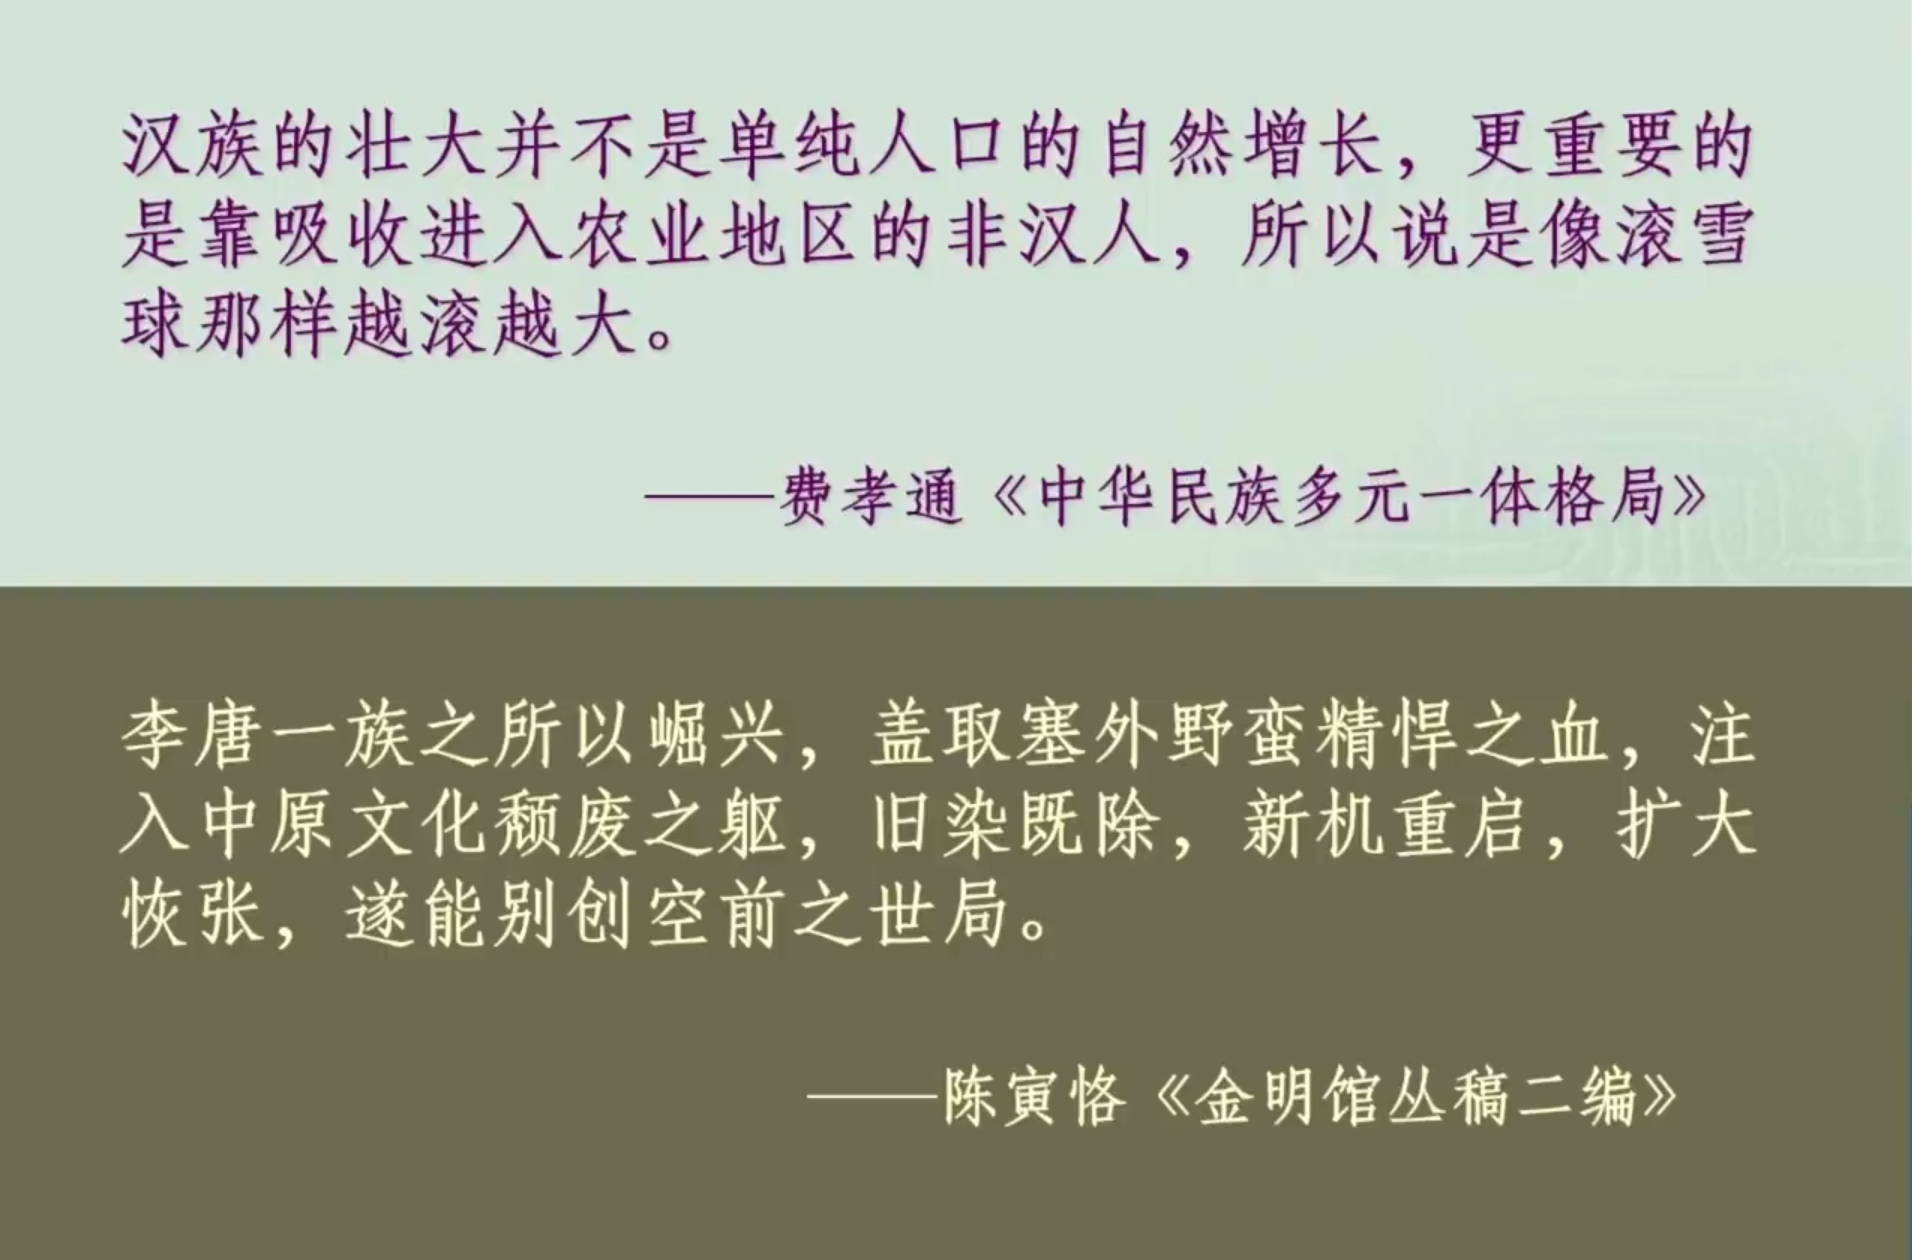 汉族的壮大并不是单纯人口的自然增长，更重要的
是靠吸收进入农业地区的非汉人，所以说是像滚雪
球那样越滚越大。
——费孝通《中华民族多元一体格局》
李唐一族之所以崛兴，盖取塞外野蛮精悍之血，注
入中原文化颓废之躯，旧染既除，新机重启，扩大
恢张，遂能别创空前之世局。
——陈寅恪《金明馆丛稿二编》